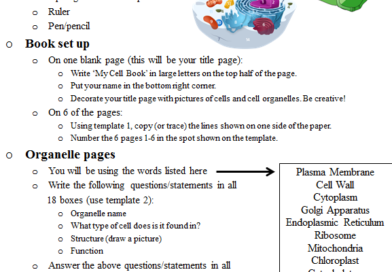 Ruler
Pen/pencil
Book set up
On one blank page (this will be your title page):
Write ‘My Cell Book’ in large letters on the top half of the page.
Put your name in the bottom right corner.
Decorate your title page with pictures of cells and cell organelles. Be creative!
On 6 of the pages:
Using template 1, copy (or trace) the lines shown on one side of the paper.
Number the 6 pages 1-6 in the spot shown on the template.
Organelle pages
You will be using the words listed here
Write the following questions/statements in all
18 boxes (use template 2):
Organelle name
What type of cell does is it found in?
Structure (draw a picture)
Function
Answer the above questions/statements in all
Plasma Membrane
Cell Wall
Cytoplasm
Golgi Apparatus
Endoplasmic Reticulum
Ribosome
Mitochondria
Chloroplast